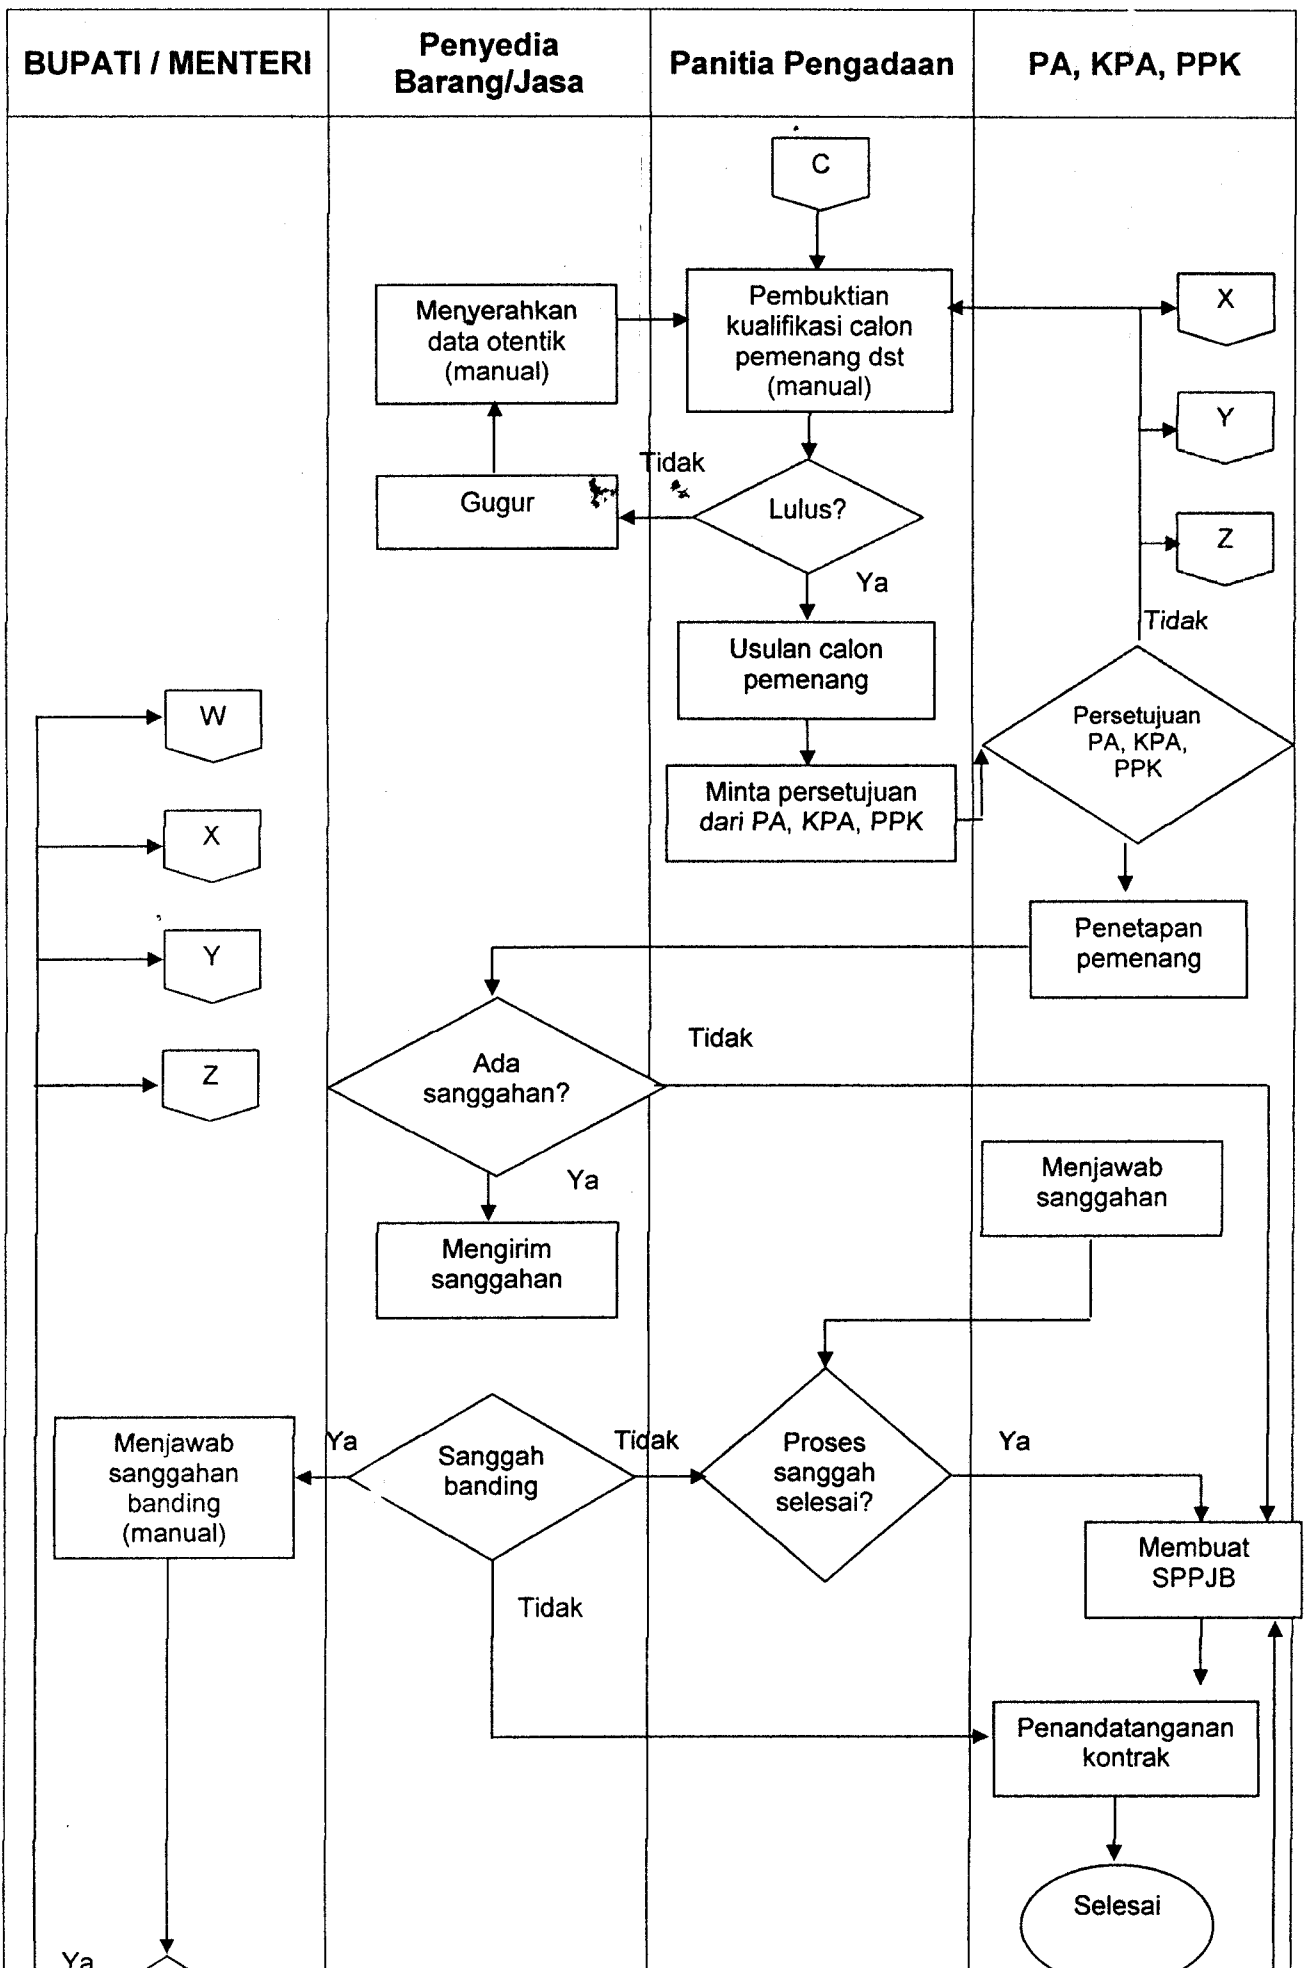 BUPATI / MENTERI
Penyedia
Barang/Jasa
Panitia Pengadaan
PA, KPA, PPK
C
Menyerahkan
data otentik
(manual)
Pembuktian
kualifikasi calon
pemenang dst
(manual)
X
Y
Tidak
Gugur
Lulus?
Z
Ya
Tidak
Usulan calon
pemenang
W
Persetujuan
PA, KPA,
PPK
Minta persetujuan
dari PA, KPA, PPK
X
Penetapan
pemenang
Y
Tidak
Ada
sanggahan?
Z
Ya
Menjawab
sanggahan
Mengirim
sanggahan
Menjawab
sanggahan
banding
(manual)
Ya
Sanggah
banding
Tidak
Proses
sanggah
selesai?
Ya
Membuat
SPPJB
Tidak
Penandatanganan
kontrak
Selesai
Ya